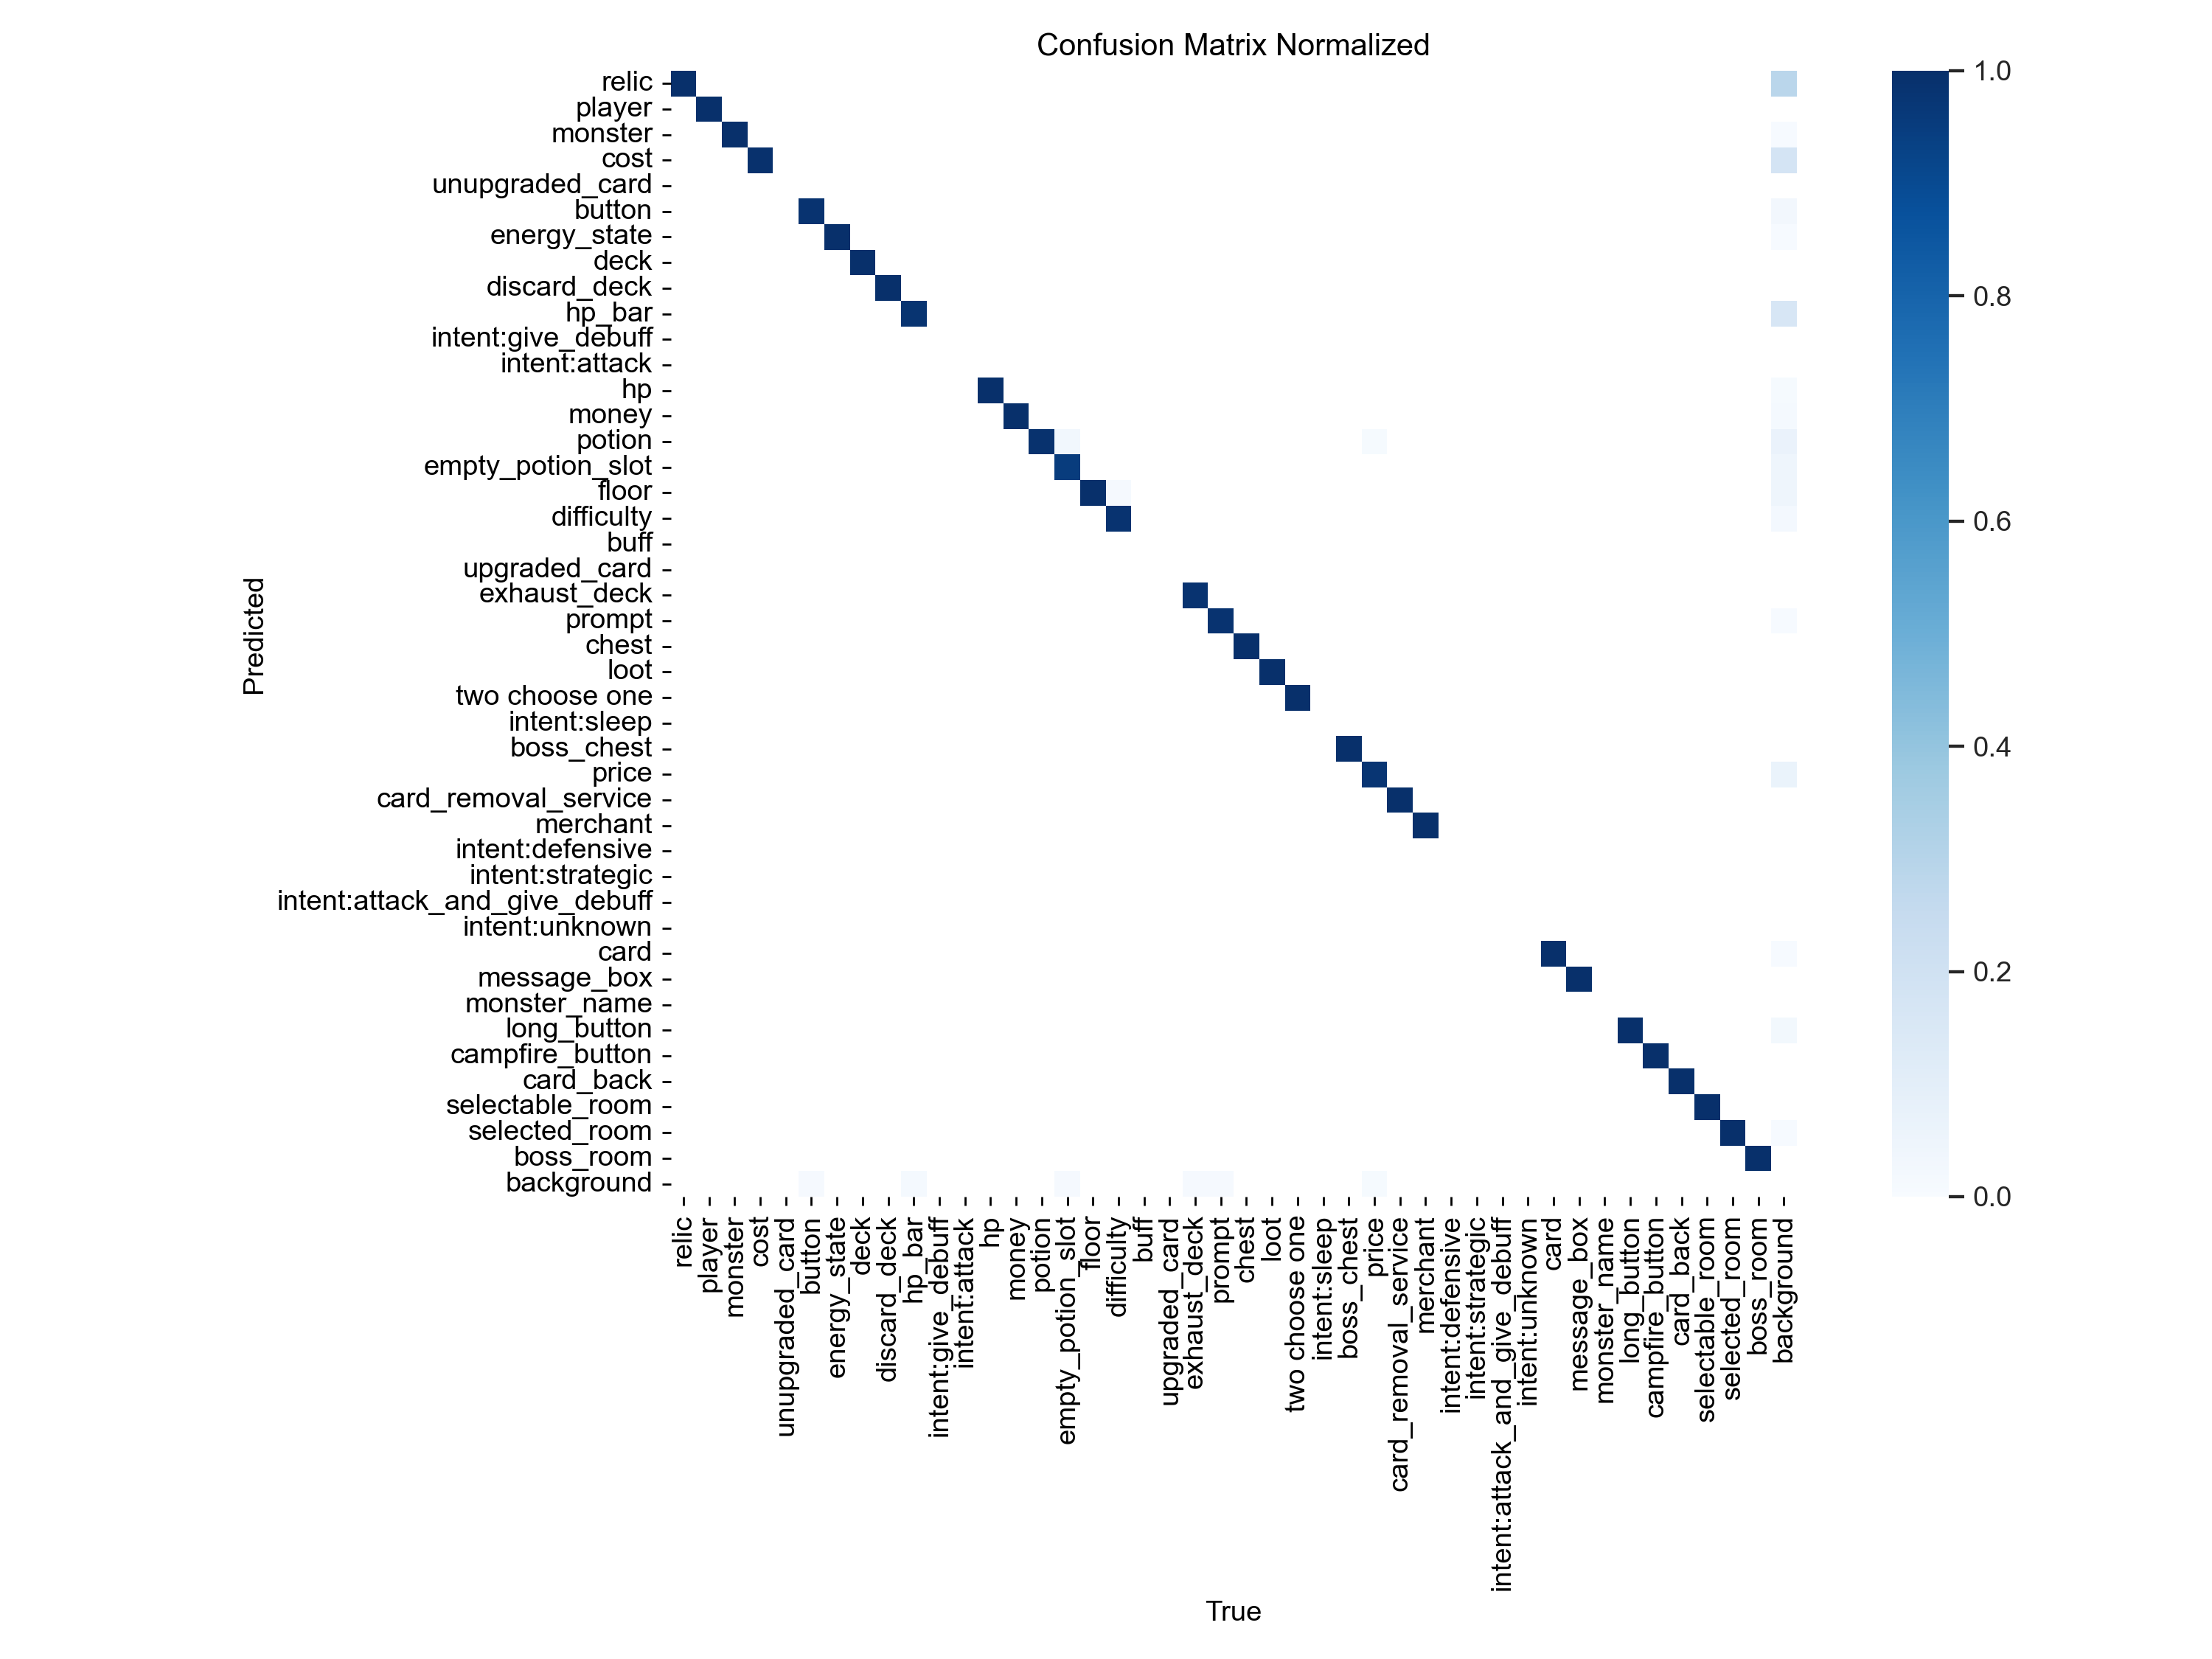 Confusion Matrix Normalized
relic
player
monster
cost
unupgraded_card
button
energy_state
deck
discard_deck
hp_bar
intent:give_debuff
intent:attack
hp
money
potion
empty_potion_slot
floor
difficulty
buff
upgraded_card
exhaust_deck
prompt
chest
loot
two choose one
intent:sleep
boss_chest
price
card_removal_service
merchant
intent:defensive
intent:strategic
intent:attack_and_give_debuff
intent:unknown
card
message_box
monster_name
long_button
campfire_button
card_back
selectable_room
selected_room
boss_room
background
Predicted
relic
player
monster
cost
unupgraded_card
button
energy_state
deck
discard_deck
hp_bar
intent:give_debuff
intent:attack
hp
money
potion
empty_potion_slot
floor
difficulty
buff
upgraded_card
exhaust_deck
prompt
chest
loot
two choose one
intent:sleep
boss_chest
price
card_removal_service
merchant
intent:defensive
intent:strategic
intent:attack_and_give_debuff
intent:unknown
card
message_box
monster_name
long_button
campfire_button
card_back
selectable_room
selected_room
boss_room
background
True
1.0
0.8
0.6
0.4
0.2
0.0